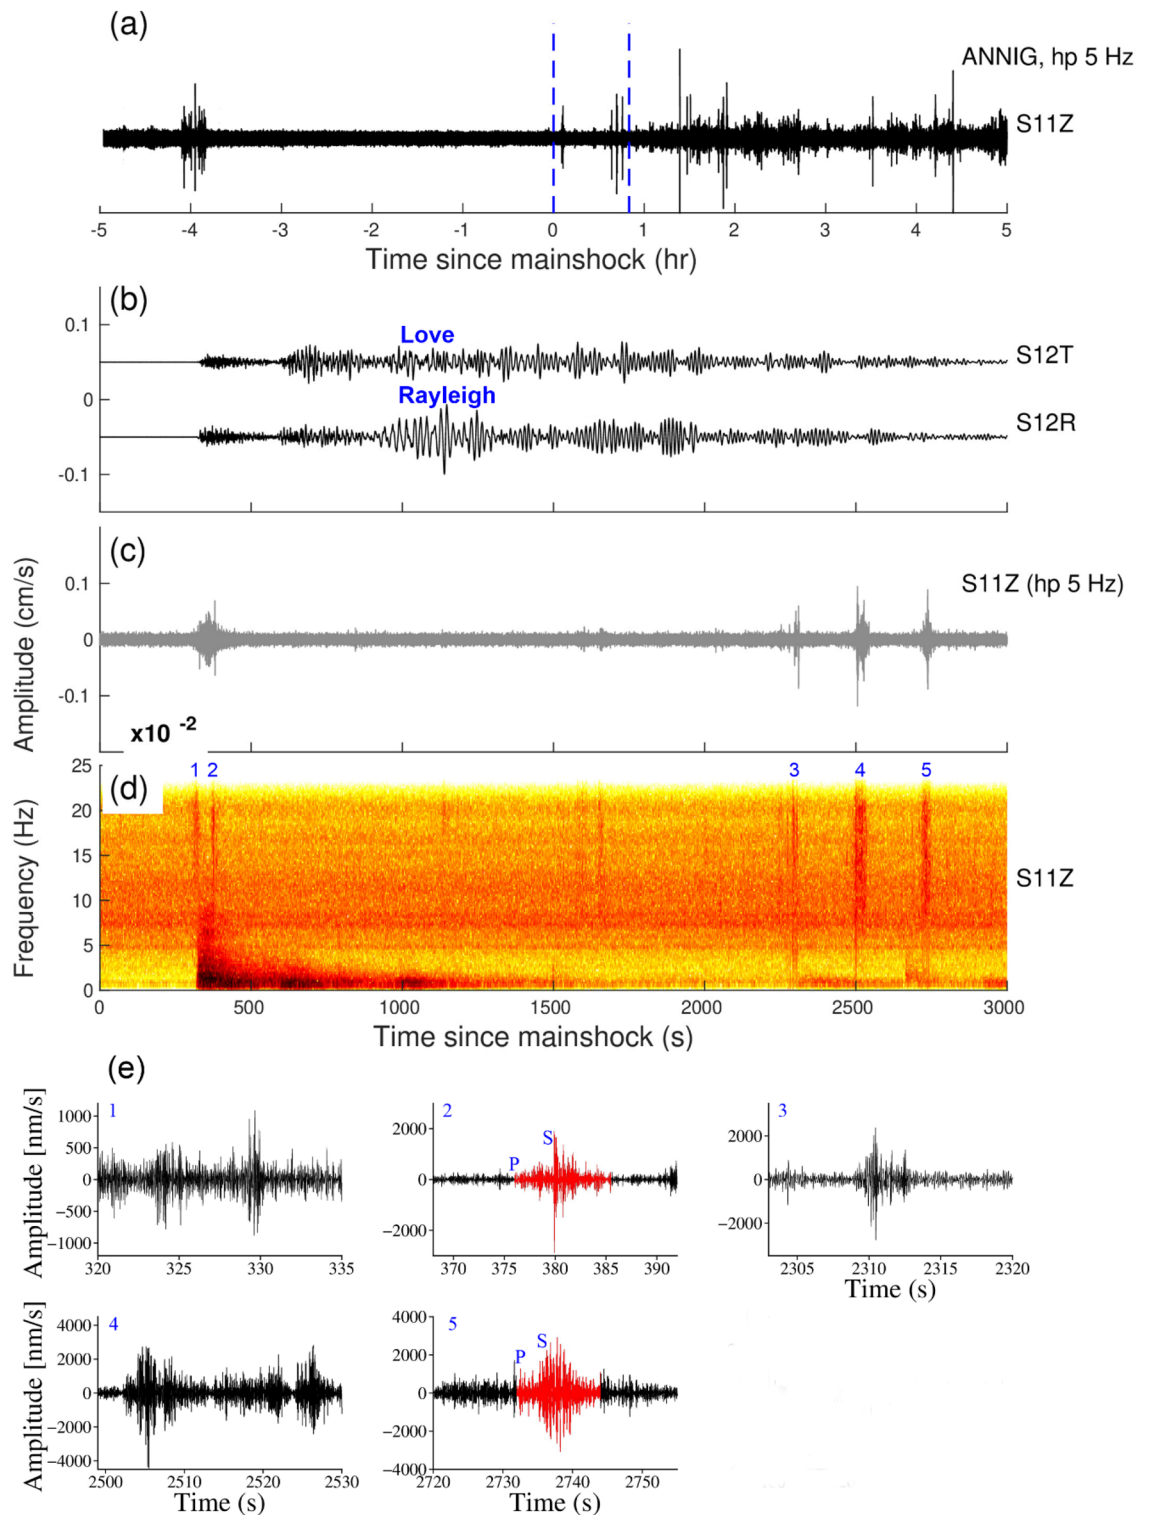 (a)
ANNIG, hp 5 Hz
S11Z
-5 -4 -3 -2 -1 0 1 2 3 4 5
Time since mainshock (hr)
(b)
0.1
Love
S12T
0
Rayleigh
S12R
-0.1
(c)
S11Z (hp 5 Hz)
0.1
0
-0.1
Amplitude (cm/s)
x10 -2
25
1 2 3 4 5
(d)
20
15
10
5
0
Frequency (Hz)
S11Z
0 500 1000 1500 2000 2500 3000
Time since mainshock (s)
(e)
Amplitude [nm/s]
1
1000
500
0
−500
−1000
320 325 330 335
2
2000
0
−2000
P
S
370 375 380 385 390
3
2000
0
−2000
2305 2310 2315 2320
Time (s)
Amplitude [nm/s]
4
4000
2000
0
−2000
−4000
2500 2510 2520 2530
Time (s)
5
4000
2000
0
−2000
−4000
P
S
2720 2730 2740 2750
Time (s)